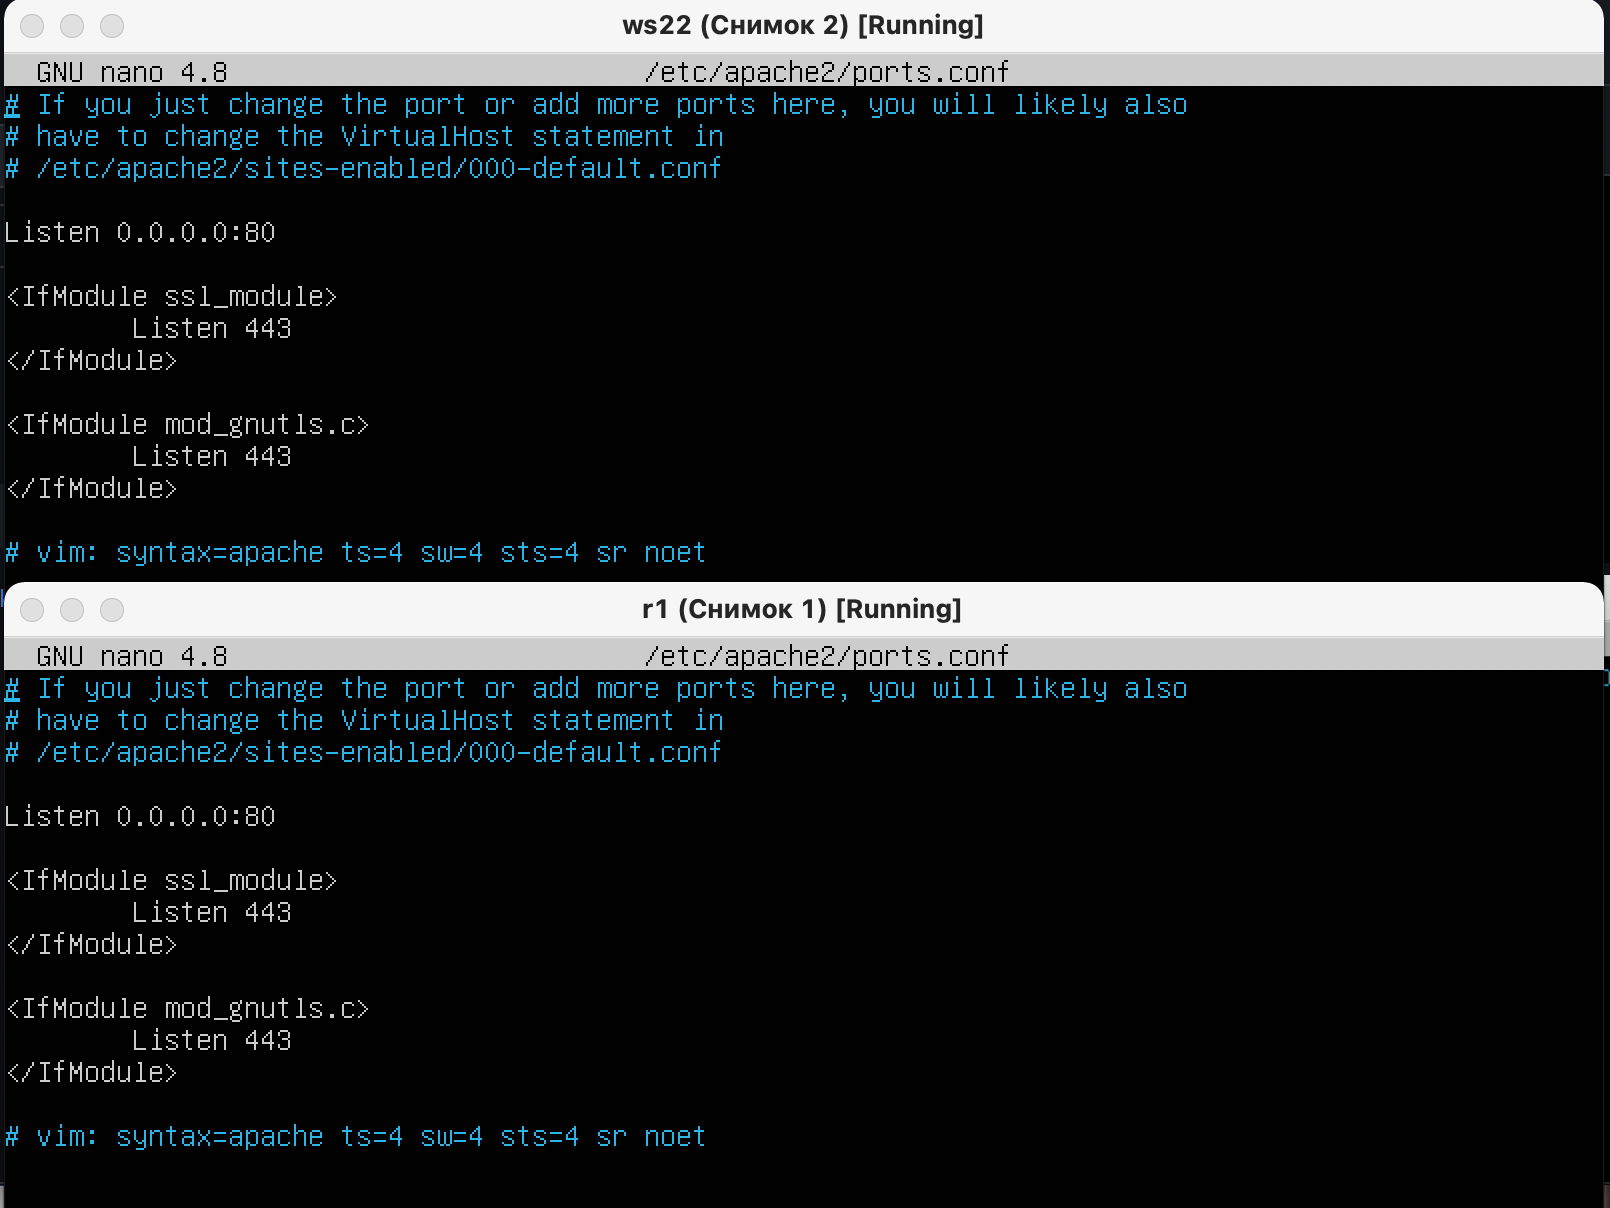 ws22 (Снимок 2) [Running]
GNU nano 4.8 /etc/apache2/ports.conf
# If you just change the port or add more ports here, you will likely also
# have to change the VirtualHost statement in
# /etc/apache2/sites-enabled/000-default.conf
Listen 0.0.0.0:80
<IfModule ssl_module>
Listen 443
</IfModule>
<IfModule mod_gnutls.c>
Listen 443
</IfModule>
# vim: syntax=apache ts=4 sw=4 sts=4 sr noet
r1 (Снимок 1) [Running]
GNU nano 4.8 /etc/apache2/ports.conf
# If you just change the port or add more ports here, you will likely also
# have to change the VirtualHost statement in
# /etc/apache2/sites-enabled/000-default.conf
Listen 0.0.0.0:80
<IfModule ssl_module>
Listen 443
</IfModule>
<IfModule mod_gnutls.c>
Listen 443
</IfModule>
# vim: syntax=apache ts=4 sw=4 sts=4 sr noet